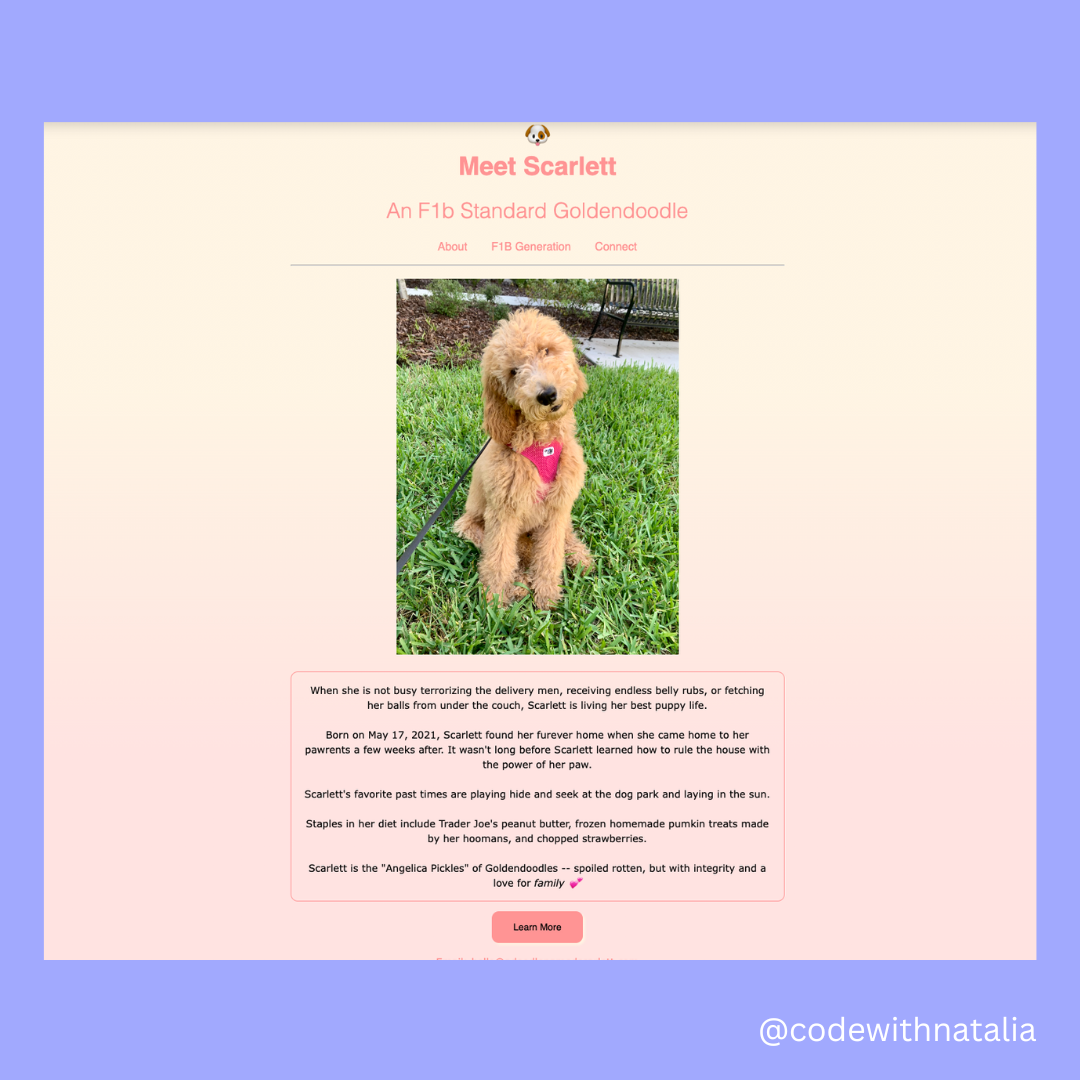 Meet Scarlett
An F1b Standard Goldendoodle
About F1B Generation Connect
When she is not busy terrorizing the delivery men, receiving endless belly rubs, or fetching
her balls from under the couch, Scarlett is living her best puppy life.
Born on May 17, 2021, Scarlett found her furever home when she came home to her
pawrents a few weeks after. It wasn't long before Scarlett learned how to rule the house with
the power of her paw.
Scarlett's favorite past times are playing hide and seek at the dog park and laying in the sun.
Staples in her diet include Trader Joe's peanut butter, frozen homemade pumkin treats made
by her hoomans, and chopped strawberries.
Scarlett is the "Angelica Pickles" of Goldendoodles -- spoiled rotten, but with integrity and a
love for family 💕
Learn More
@codewithnatalia